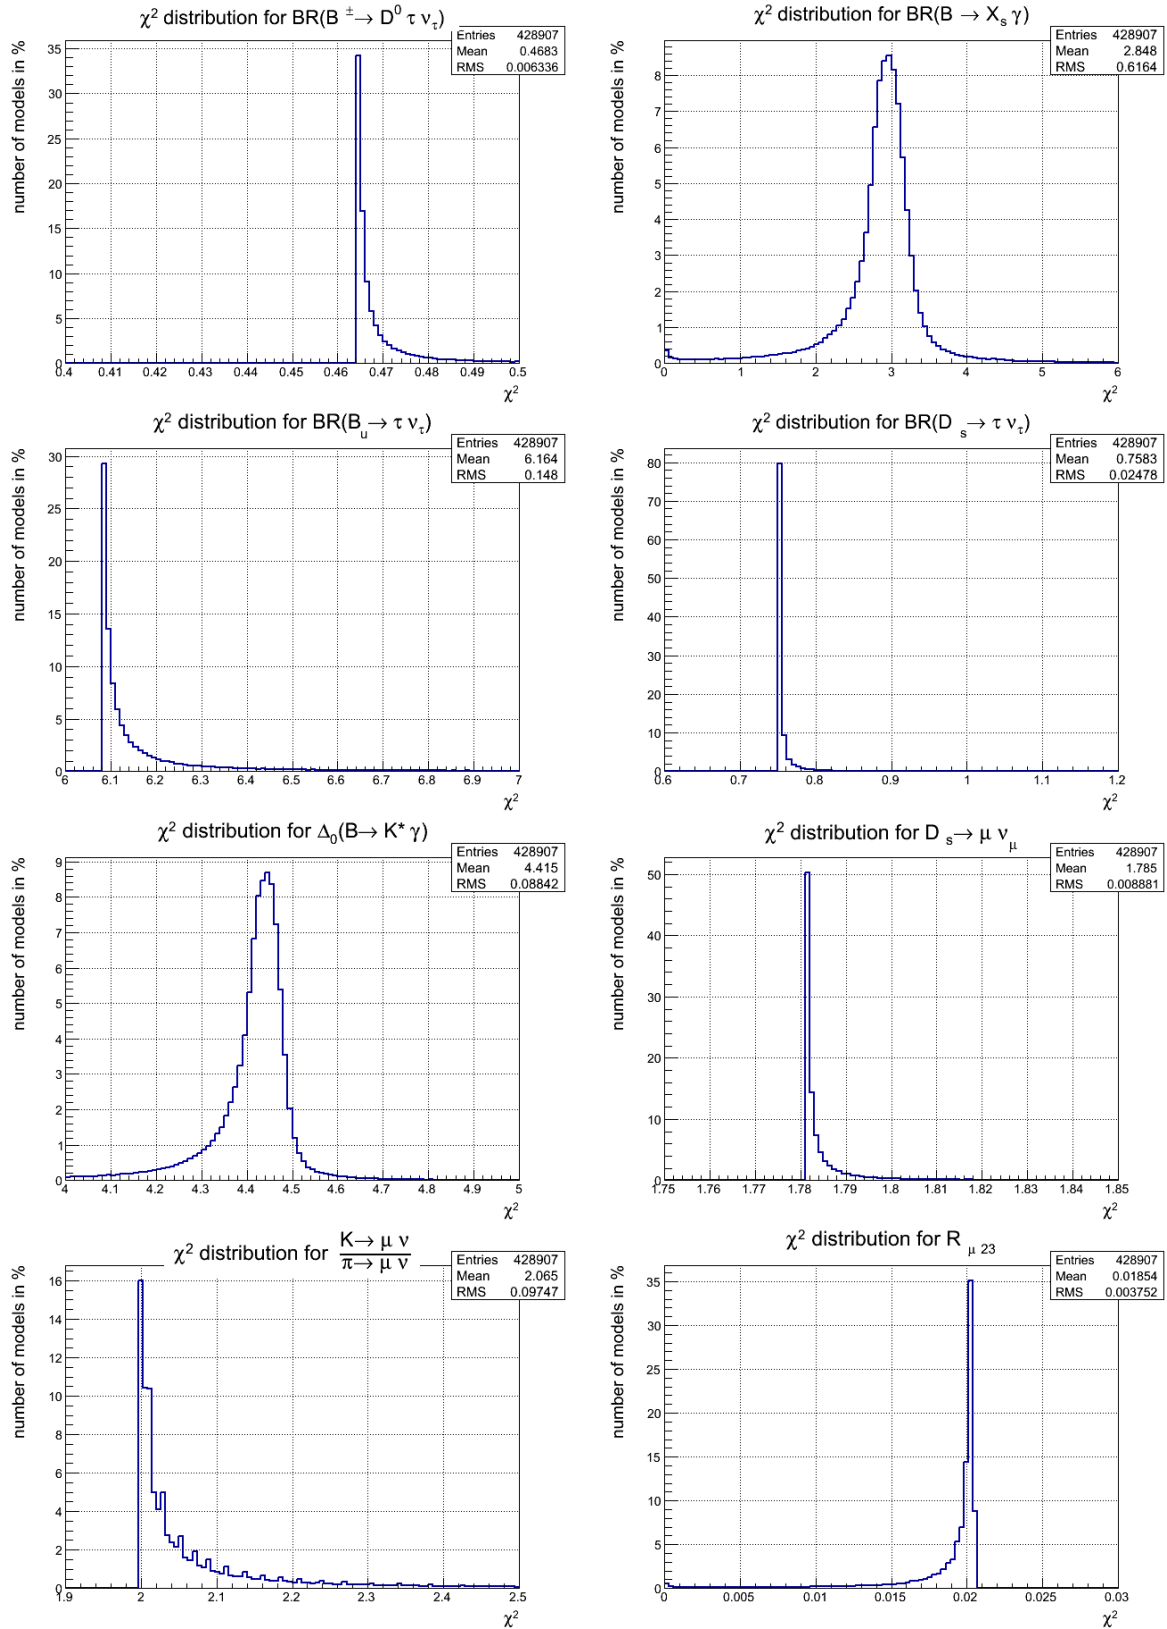 χ² distribution for BR(B ± → D⁰ τ ντ)
Entries 428907
Mean 0.4683
RMS 0.006336
number of models in %
35
30
25
20
15
10
5
0
0.4 0.41 0.42 0.43 0.44 0.45 0.46 0.47 0.48 0.49 0.5
χ²
χ² distribution for BR(B → Xs γ)
Entries 428907
Mean 2.848
RMS 0.6164
number of models in %
8
7
6
5
4
3
2
1
0
0 1 2 3 4 5 6
χ²
χ² distribution for BR(Bu → τ ντ)
Entries 428907
Mean 6.164
RMS 0.148
number of models in %
30
25
20
15
10
5
0
6 6.1 6.2 6.3 6.4 6.5 6.6 6.7 6.8 6.9 7
χ²
χ² distribution for BR(D s → τ ντ)
Entries 428907
Mean 0.7583
RMS 0.02478
number of models in %
80
70
60
50
40
30
20
10
0
0.6 0.7 0.8 0.9 1 1.1 1.2
χ²
χ² distribution for Δ0(B → K* γ)
Entries 428907
Mean 4.415
RMS 0.08842
number of models in %
9
8
7
6
5
4
3
2
1
0
4 4.1 4.2 4.3 4.4 4.5 4.6 4.7 4.8 4.9 5
χ²
χ² distribution for D s → μ νμ
Entries 428907
Mean 1.785
RMS 0.008881
number of models in %
50
40
30
20
10
0
1.75 1.76 1.77 1.78 1.79 1.8 1.81 1.82 1.83 1.84 1.85
χ²
χ² distribution for K → μ ν / π → μ ν
Entries 428907
Mean 2.065
RMS 0.09747
number of models in %
16
14
12
10
8
6
4
2
0
1.9 2 2.1 2.2 2.3 2.4 2.5
χ²
χ² distribution for R μ 23
Entries 428907
Mean 0.01854
RMS 0.003752
number of models in %
35
30
25
20
15
10
5
0
0 0.005 0.01 0.015 0.02 0.025 0.03
χ²